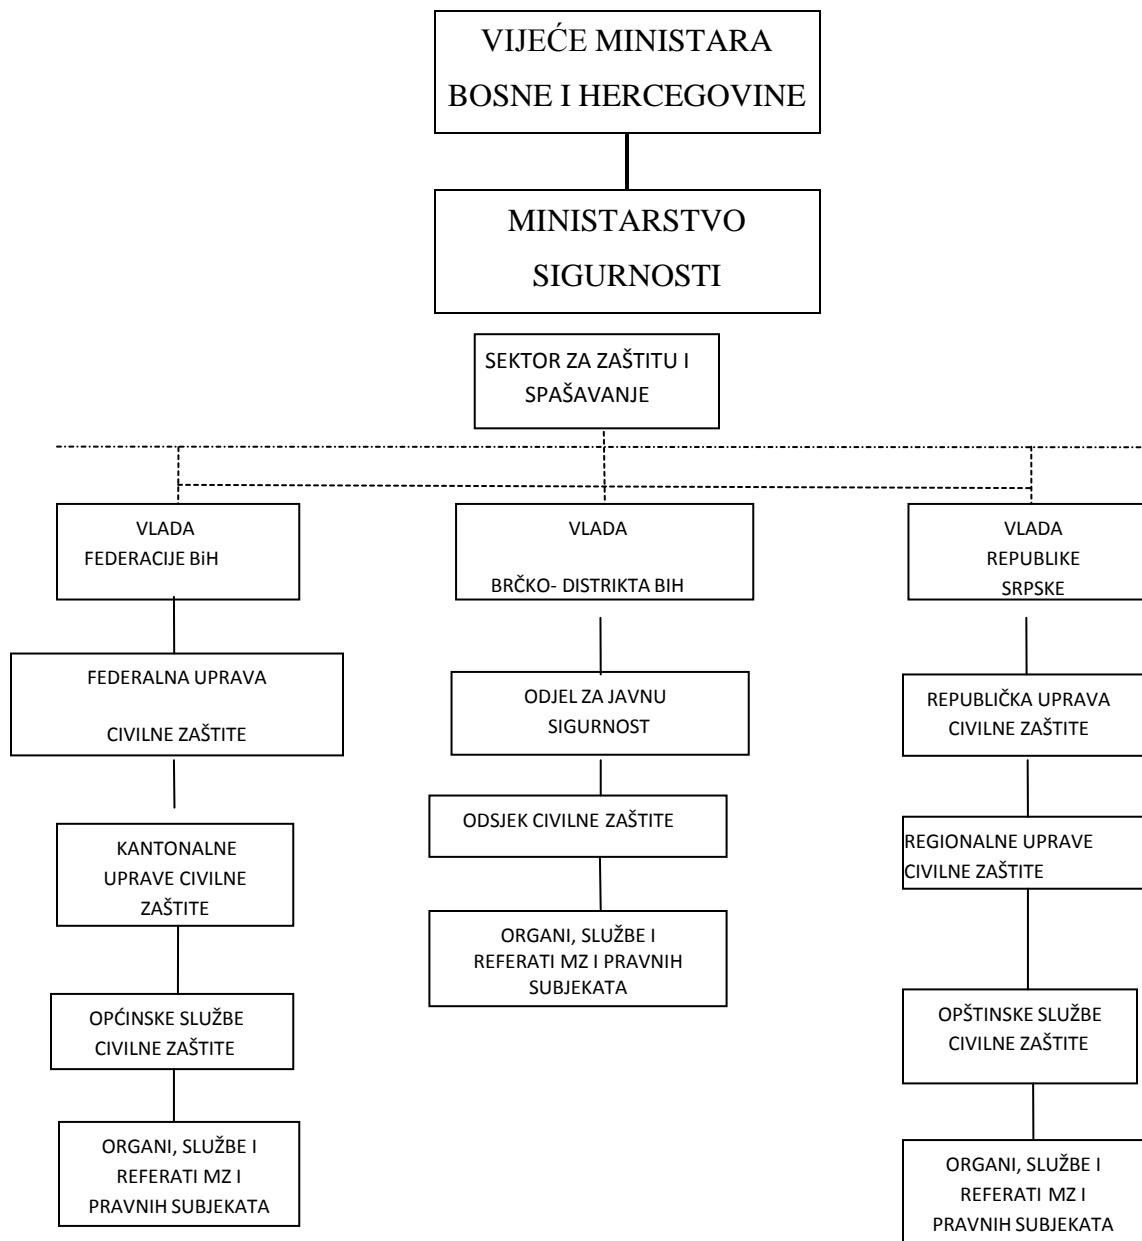 VIJEĆE MINISTARA
BOSNE I HERCEGOVINE
MINISTARSTVO
SIGURNOSTI
SEKTOR ZA ZAŠTITU I
SPAŠAVANJE
VLADA
FEDERACIJE BiH
FEDERALNA UPRAVA
CIVILNE ZAŠTITE
KANTONALNE
UPRAVE CIVILNE
ZAŠTITE
OPĆINSKE SLUŽBE
CIVILNE ZAŠTITE
ORGANI, SLUŽBE I
REFERATI MZ I
PRAVNIH SUBJEKATA
VLADA
BRČKO- DISTRIKTA BIH
ODJEL ZA JAVNU
SIGURNOST
ODSJEK CIVILNE ZAŠTITE
ORGANI, SLUŽBE I
REFERATI MZ I PRAVNIH
SUBJEKATA
VLADA
REPUBLIKE
SRPSKE
REPUBLIČKA UPRAVA
CIVILNE ZAŠTITE
REGIONALNE UPRAVE
CIVILNE ZAŠTITE
OPŠTINSKE SLUŽBE
CIVILNE ZAŠTITE
ORGANI, SLUŽBE I
REFERATI MZ I
PRAVNIH SUBJEKATA